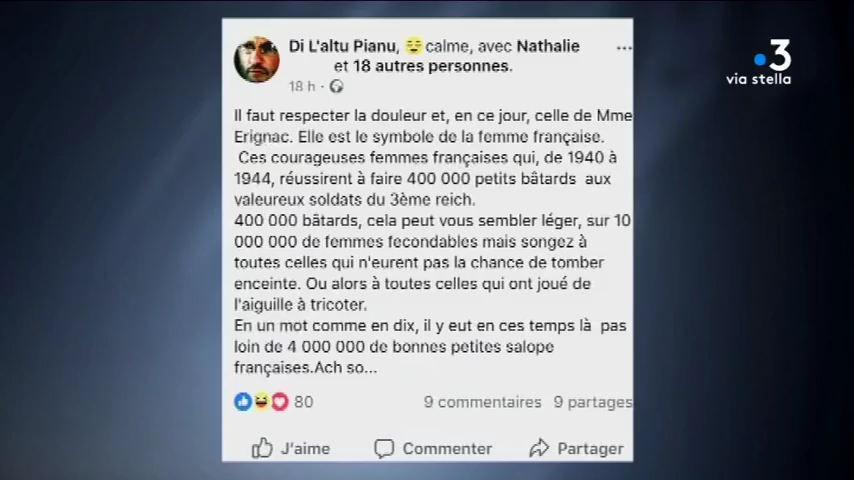 Di L'altu Pianu, calme, avec Nathalie
et 18 autres personnes.
18 h
3
via stella
Il faut respecter la douleur et, en ce jour, celle de Mme
Erignac. Elle est le symbole de la femme française.
Ces courageuses femmes françaises qui, de 1940 à
1944, réussirent à faire 400 000 petits bâtards aux
valeureux soldats du 3ème reich.
400 000 bâtards, cela peut vous sembler léger, sur 10
000 000 de femmes fecondables mais songez à
toutes celles qui n'eurent pas la chance de tomber
enceinte. Ou alors à toutes celles qui ont joué de
l'aiguille à tricoter.
En un mot comme en dix, il y eut en ces temps là pas
loin de 4 000 000 de bonnes petites salope
françaises.Ach so...
80
9 commentaires 9 partages
J'aime Commenter Partager